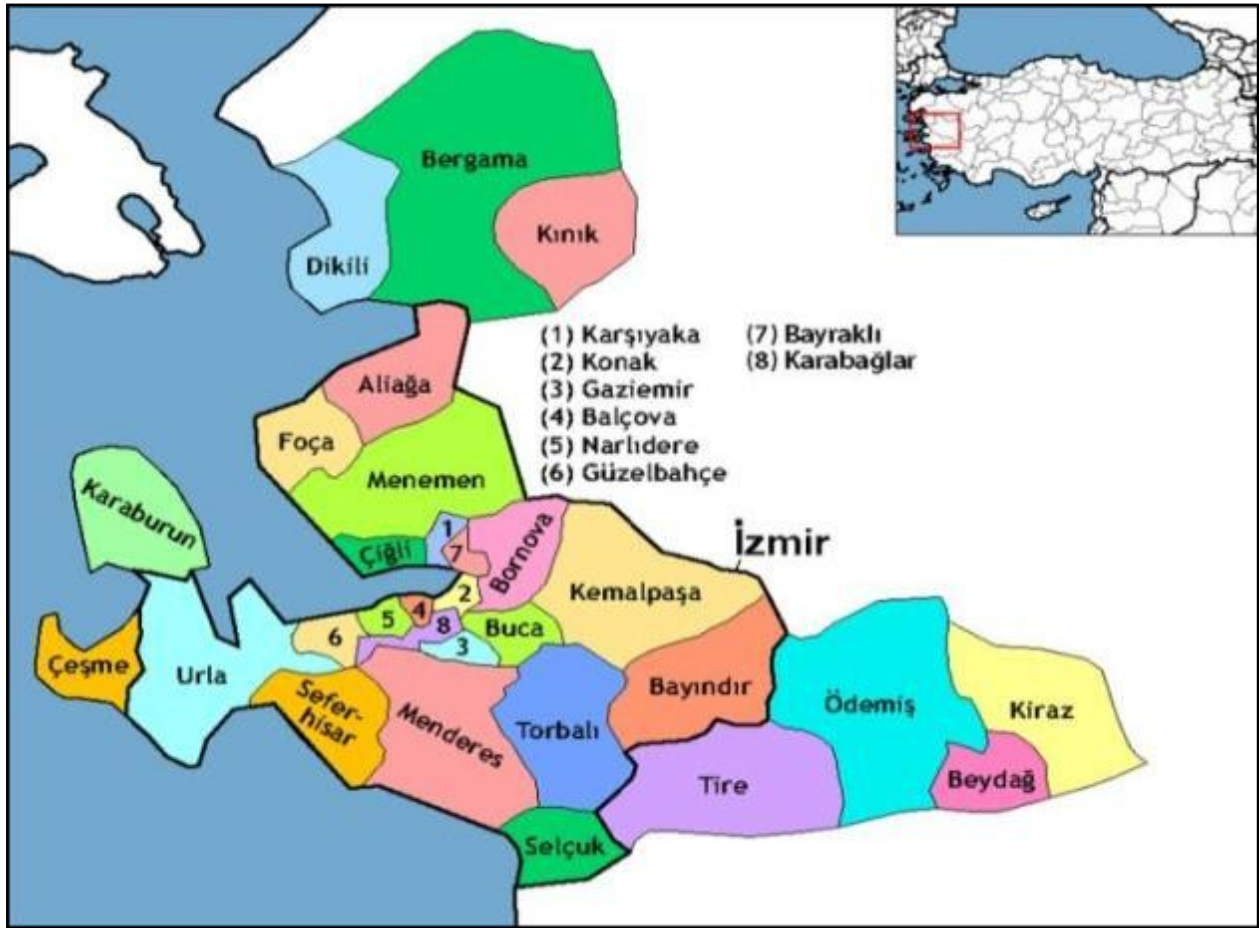 Bergama
Kınık
Dikili
(1) Karşıyaka
(2) Konak
(3) Gaziemir
(4) Balçova
(5) Narlıdere
(6) Güzelbahçe
(7) Bayraklı
(8) Karabağlar
Aliağa
Foça
Menemen
Karaburun
Çiğli
1
7
Bornova
İzmir
Kemalpaşa
2
4
5
8
6
3
Buca
Çeşme
Urla
Sefer-
hisar
Menderes
Torbalı
Bayındır
Ödemiş
Kiraz
Beydağ
Tire
Selçuk